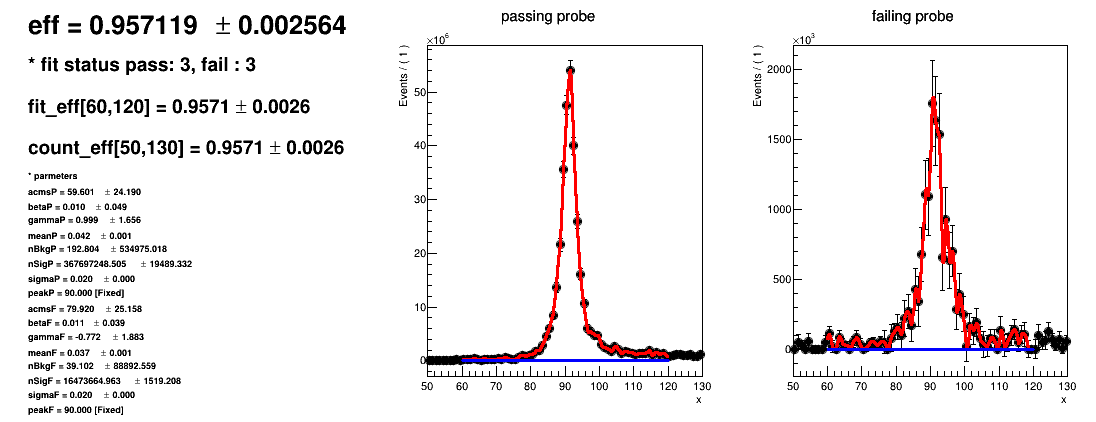 eff = 0.957119 ± 0.002564
* fit status pass: 3, fail : 3
fit_eff[60,120] = 0.9571 ± 0.0026
count_eff[50,130] = 0.9571 ± 0.0026
* parmeters
acmsP = 59.601 ± 24.190
betaP = 0.010 ± 0.049
gammaP = 0.999 ± 1.656
meanP = 0.042 ± 0.001
nBkgP = 192.804 ± 534975.018
nSigP = 367697248.505 ± 19489.332
sigmaP = 0.020 ± 0.000
peakP = 90.000 [Fixed]
acmsF = 79.920 ± 25.158
betaF = 0.011 ± 0.039
gammaF = -0.772 ± 1.883
meanF = 0.037 ± 0.001
nBkgF = 39.102 ± 88892.559
nSigF = 16473664.963 ± 1519.208
sigmaF = 0.020 ± 0.000
peakF = 90.000 [Fixed]
passing probe
×10⁶
Events / ( 1 )
50
40
30
20
10
0
50 60 70 80 90 100 110 120 130
x
failing probe
×10³
Events / ( 1 )
2000
1500
1000
500
0
50 60 70 80 90 100 110 120 130
x